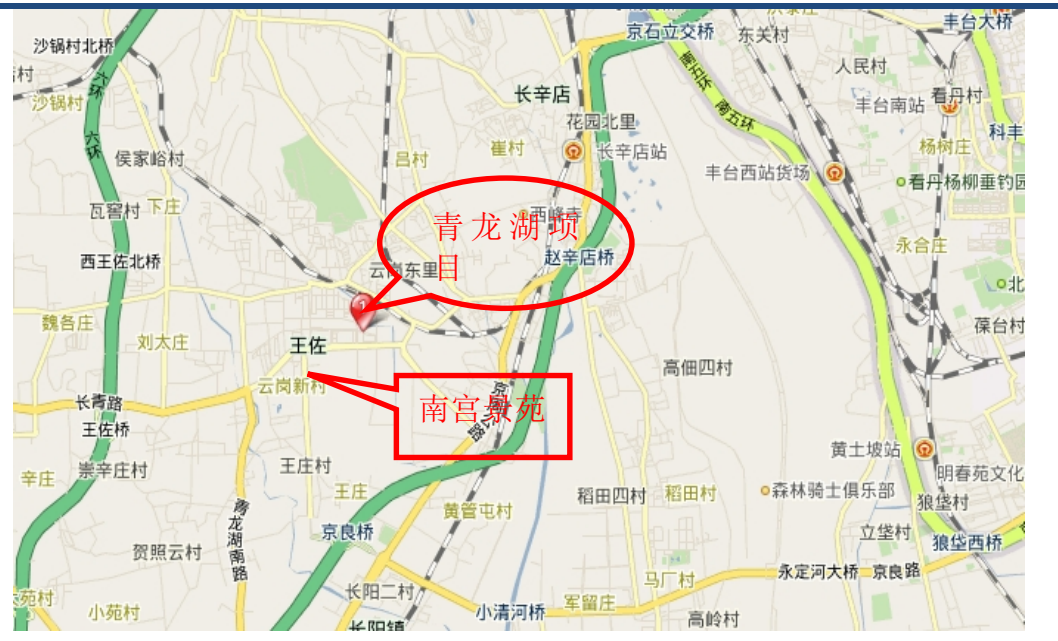 丰台大桥
京石立交桥
东关村
沙锅村北桥
南五环
人民村
六环
长辛店
南五环
丰台南站
看丹村
沙锅村
花园北里
科丰
六环
侯家峪村
吕村
崔村
长辛店站
杨树庄
丰台西站货场
看丹杨柳垂钓园
瓦窖村
下庄
西峰寺
青龙湖项
目
永合庄
西王佐北桥
云岗东里
赵辛店桥
北
魏各庄
葆台村
刘太庄
王佐
高佃四村
云岗新村
长青路
南宫景苑
王佐桥
黄土坡站
辛庄
崇辛庄村
王庄村
王庄
稻田四村
稻田村
森林骑士俱乐部
明春苑文化
狼垡村
青龙湖南路
黄管屯村
京良桥
立垡村
狼垡西桥
贺照云村
马厂村
永定河大桥
京良路
长阳二村
小苑村
小清河桥
军留庄
高岭村
长阳镇